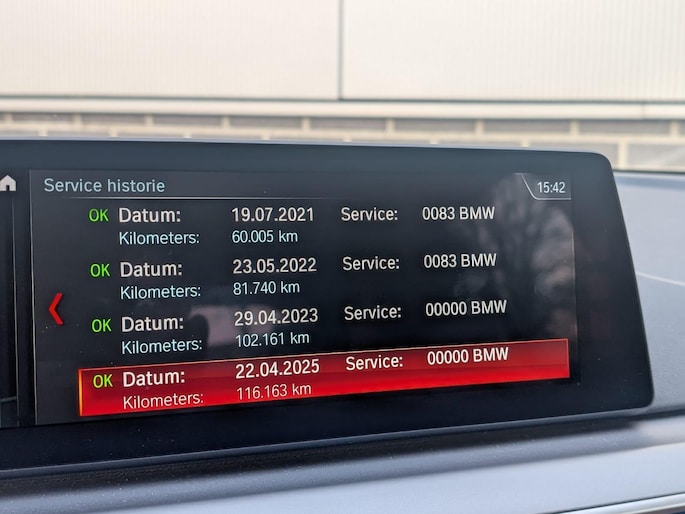 Service historie 15:42
OK Datum: 19.07.2021 Service: 0083 BMW
Kilometers: 60.005 km
OK Datum: 23.05.2022 Service: 0083 BMW
Kilometers: 81.740 km
OK Datum: 29.04.2023 Service: 00000 BMW
Kilometers: 102.161 km
OK Datum: 22.04.2025 Service: 00000 BMW
Kilometers: 116.163 km